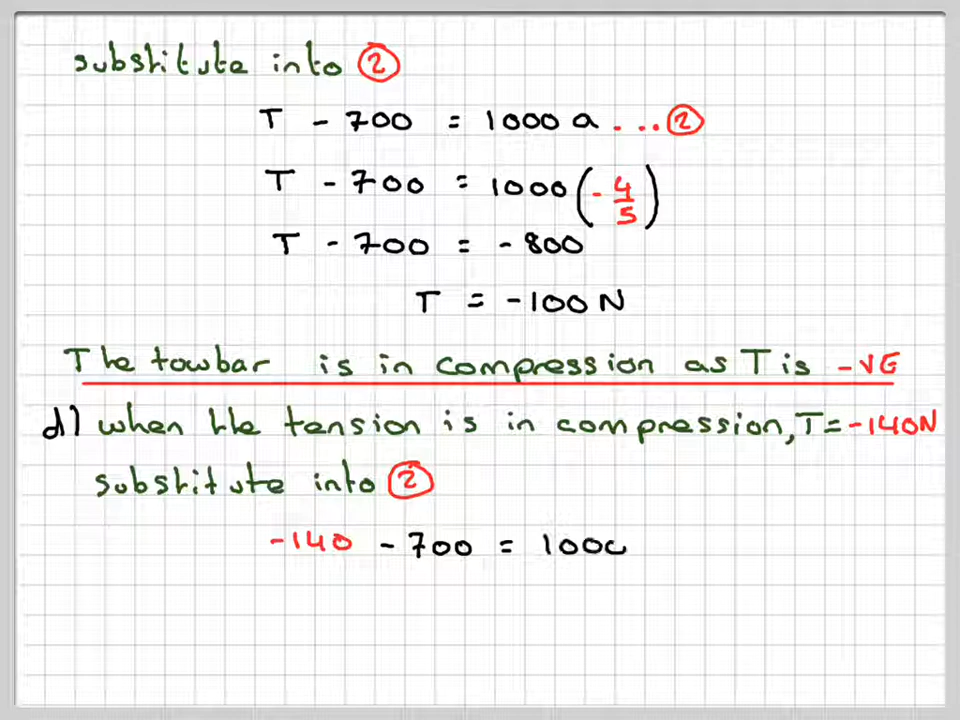 substitute into ②
T - 700 = 1000 a ... ②
T - 700 = 1000 (-4/5)
T - 700 = -800
T = -100 N
The towbar is in compression as T is -VE
d) when the tension is in compression, T = -140N
substitute into ②
-140 - 700 = 1000